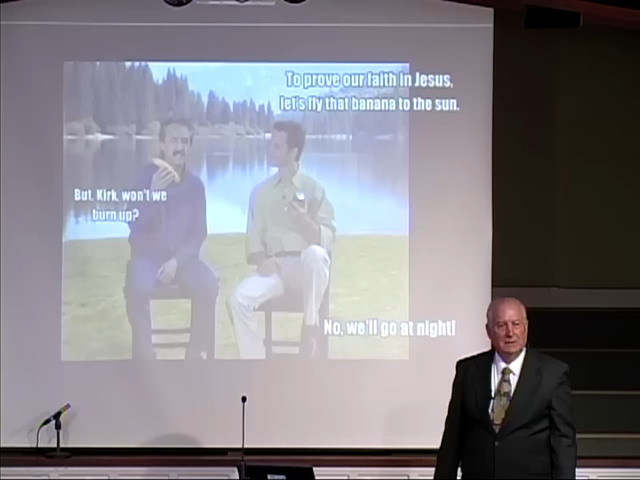 To prove our faith in Jesus,
let's fly that banana to the sun.
But, Kirk, won't we
burn up?
No, we'll go at night!